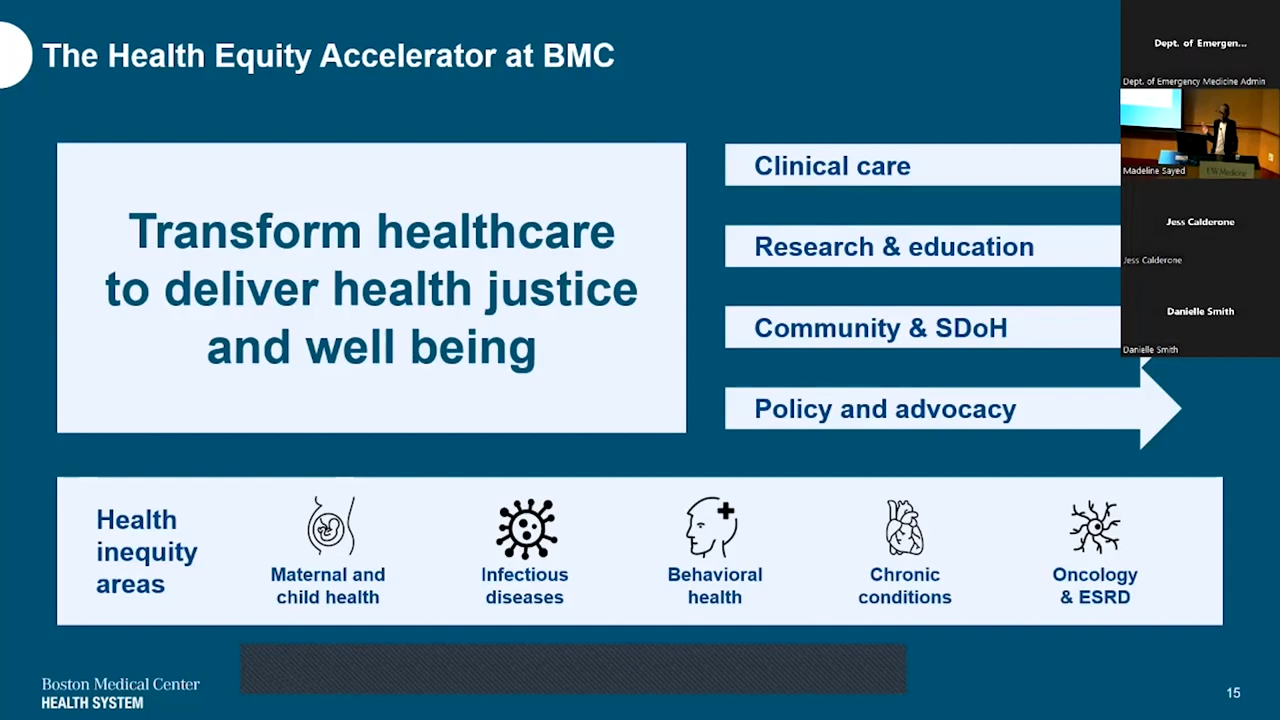 The Health Equity Accelerator at BMC
Transform healthcare
to deliver health justice
and well being
Clinical care
Research & education
Community & SDoH
Policy and advocacy
Health
inequity
areas
Maternal and
child health
Infectious
diseases
Behavioral
health
Chronic
conditions
Oncology
& ESRD
Boston Medical Center
HEALTH SYSTEM
15
Dept. of Emergen...
Dept. of Emergency Medicine Admin
UW Medicine
Madeline Sayed
Jess Calderone
Jess Calderone
Danielle Smith
Danielle Smith